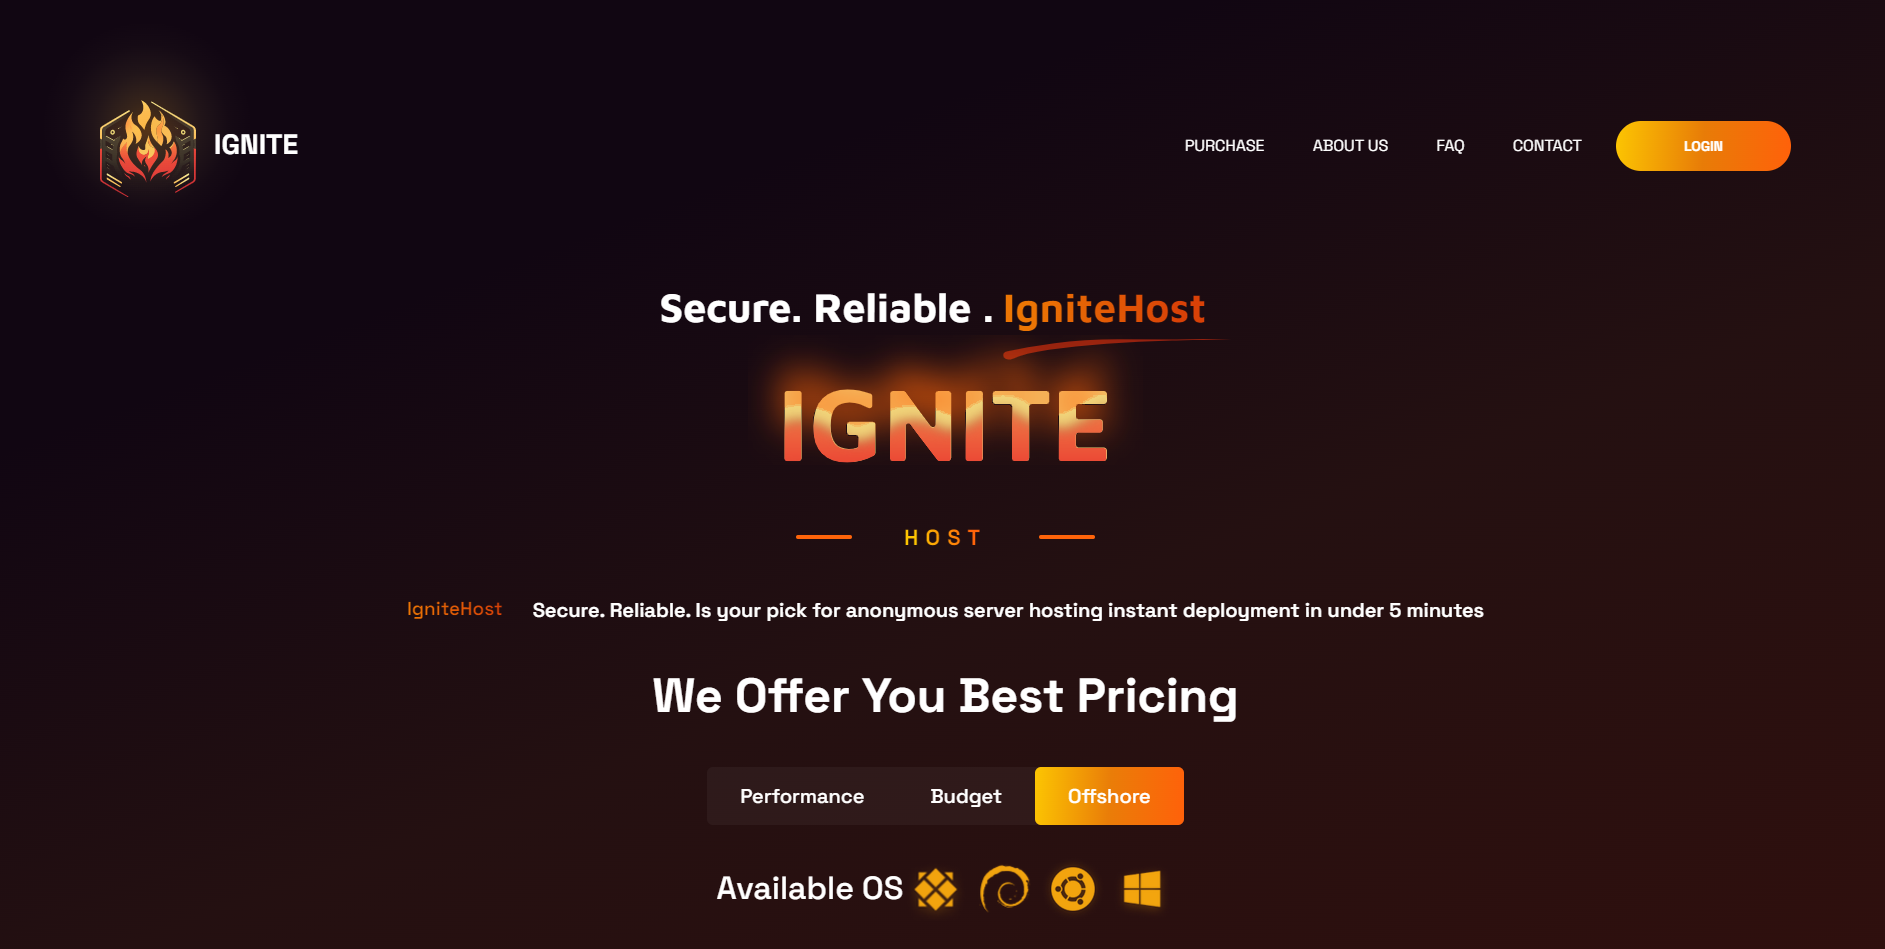 IGNITE
PURCHASE ABOUT US FAQ CONTACT LOGIN
Secure. Reliable . IgniteHost
IGNITE
HOST
IgniteHost Secure. Reliable. Is your pick for anonymous server hosting instant deployment in under 5 minutes
We Offer You Best Pricing
Performance Budget Offshore
Available OS